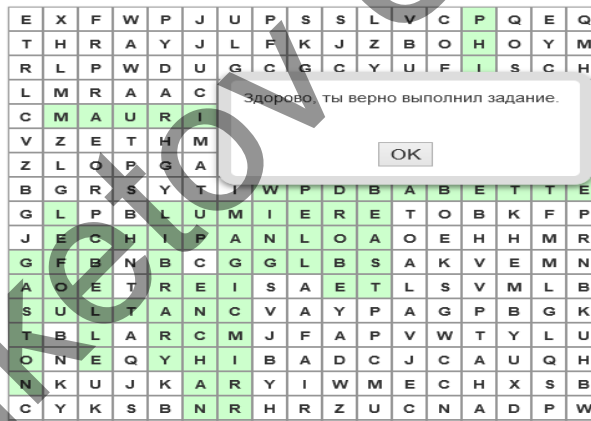 E X F W P J U P S S L V C P Q E Q
T H R A Y J L F K J Z B O H O Y M
R L P W D U G C G C Y U F I S C H
L M R A A C
Здорово, ты верно выполнил задание.
C M A U R I
V Z E T H M
OK
Z L O P G A
B G R S Y T I W P D B A B E T T E
G L P B L U M I E R E T O B K F P
J E C H I P A N L O A O E H H M R
G F B N B C G G L B S A K V E M N
A O E T R E I S A E T L S V M L B
S U L T A N C V A Y P A G P B G K
T B L A R C M J F A P V W T Y L U
O N E Q Y H I B A D C J C A U Q H
N K U J K A R Y I W M E C H X S B
C Y K S B N R H R Z U C N A D P W